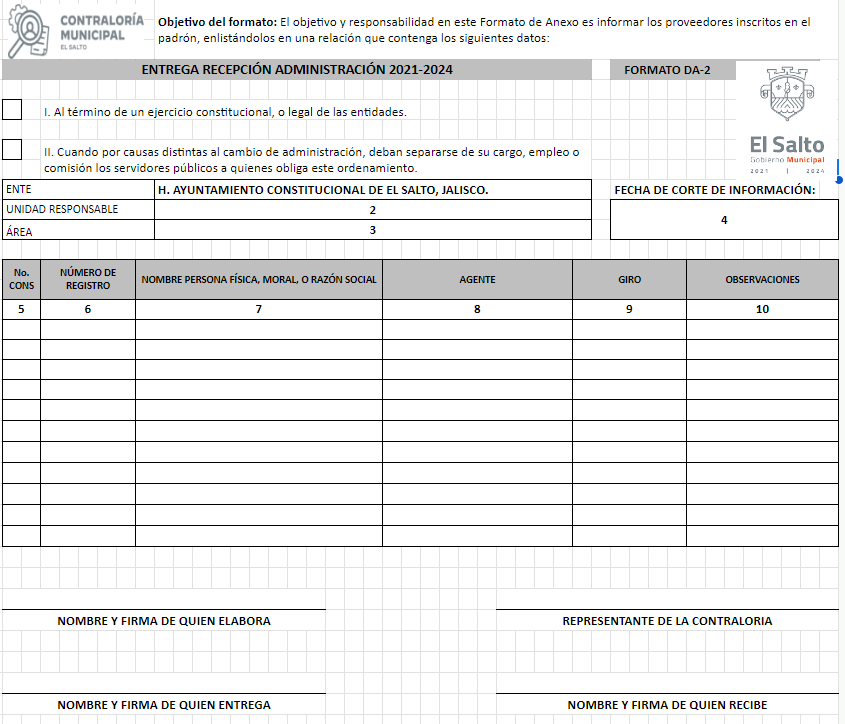 CONTRALORÍA
MUNICIPAL
EL SALTO
Objetivo del formato: El objetivo y responsabilidad en este Formato de Anexo es informar los proveedores inscritos en el
padrón, enlistándolos en una relación que contenga los siguientes datos:
ENTREGA RECEPCIÓN ADMINISTRACIÓN 2021-2024
FORMATO DA-2
I. Al término de un ejercicio constitucional, o legal de las entidades.
II. Cuando por causas distintas al cambio de administración, deban separarse de su cargo, empleo o
comisión los servidores públicos a quienes obliga este ordenamiento.
El Salto
Gobierno Municipal
2021 | 2024
ENTE H. AYUNTAMIENTO CONSTITUCIONAL DE EL SALTO, JALISCO. FECHA DE CORTE DE INFORMACIÓN:
UNIDAD RESPONSABLE 2
4
ÁREA 3
No. CONS NÚMERO DE REGISTRO NOMBRE PERSONA FÍSICA, MORAL, O RAZÓN SOCIAL AGENTE GIRO OBSERVACIONES
5 6 7 8 9 10
NOMBRE Y FIRMA DE QUIEN ELABORA REPRESENTANTE DE LA CONTRALORIA
NOMBRE Y FIRMA DE QUIEN ENTREGA NOMBRE Y FIRMA DE QUIEN RECIBE